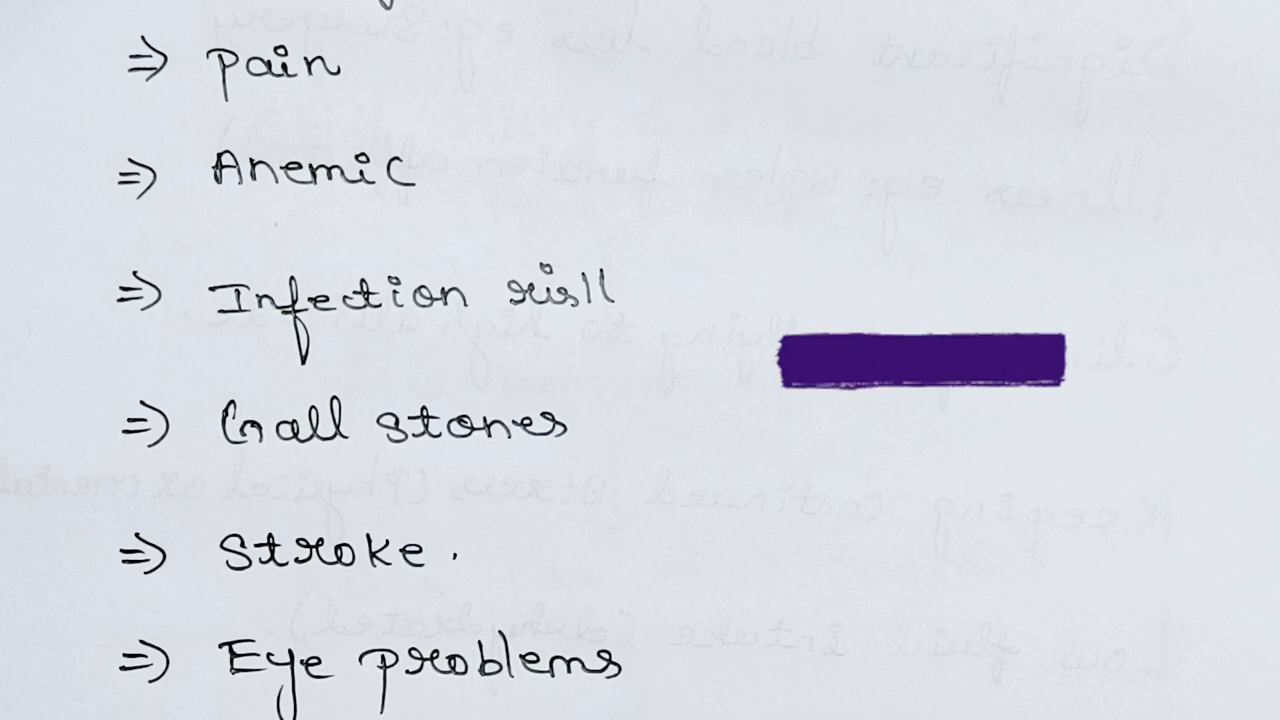 => Pain
=> Anemic
=> Infection risk
=> Gall stones
=> Stroke.
=> Eye problems